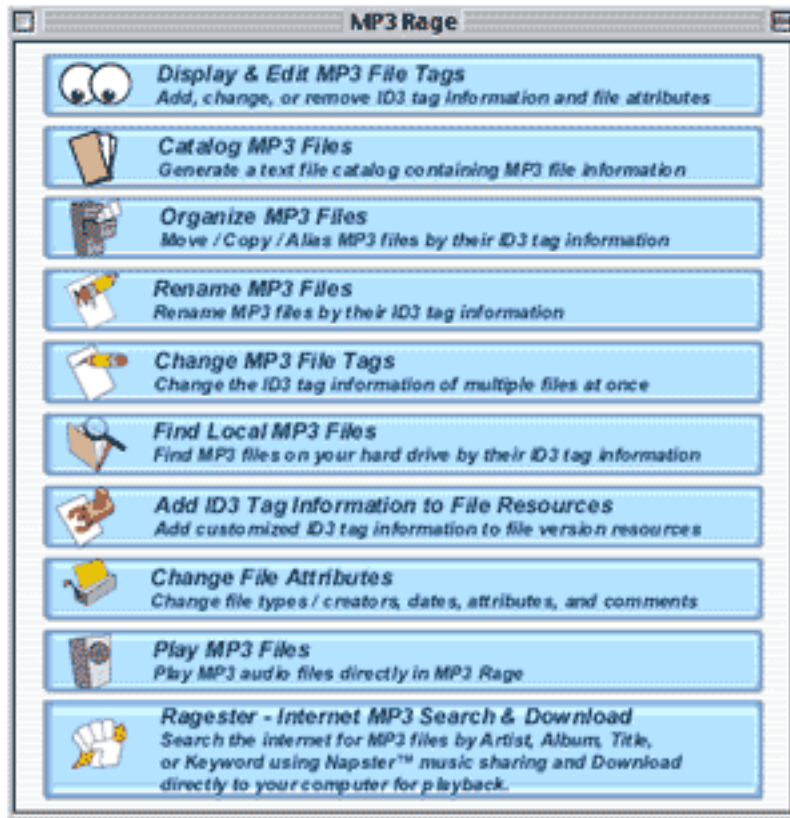 MP3 Rage
Display & Edit MP3 File Tags
Add, change, or remove ID3 tag information and file attributes
Catalog MP3 Files
Generate a text file catalog containing MP3 file information
Organize MP3 Files
Move / Copy / Alias MP3 files by their ID3 tag information
Rename MP3 Files
Rename MP3 files by their ID3 tag information
Change MP3 File Tags
Change the ID3 tag information of multiple files at once
Find Local MP3 Files
Find MP3 files on your hard drive by their ID3 tag information
Add ID3 Tag Information to File Resources
Add customized ID3 tag information to file version resources
Change File Attributes
Change file types / creators, dates, attributes, and comments
Play MP3 Files
Play MP3 audio files directly in MP3 Rage
Ragester - Internet MP3 Search & Download
Search the internet for MP3 files by Artist, Album, Title,
or Keyword using Napster™ music sharing and Download
directly to your computer for playback.